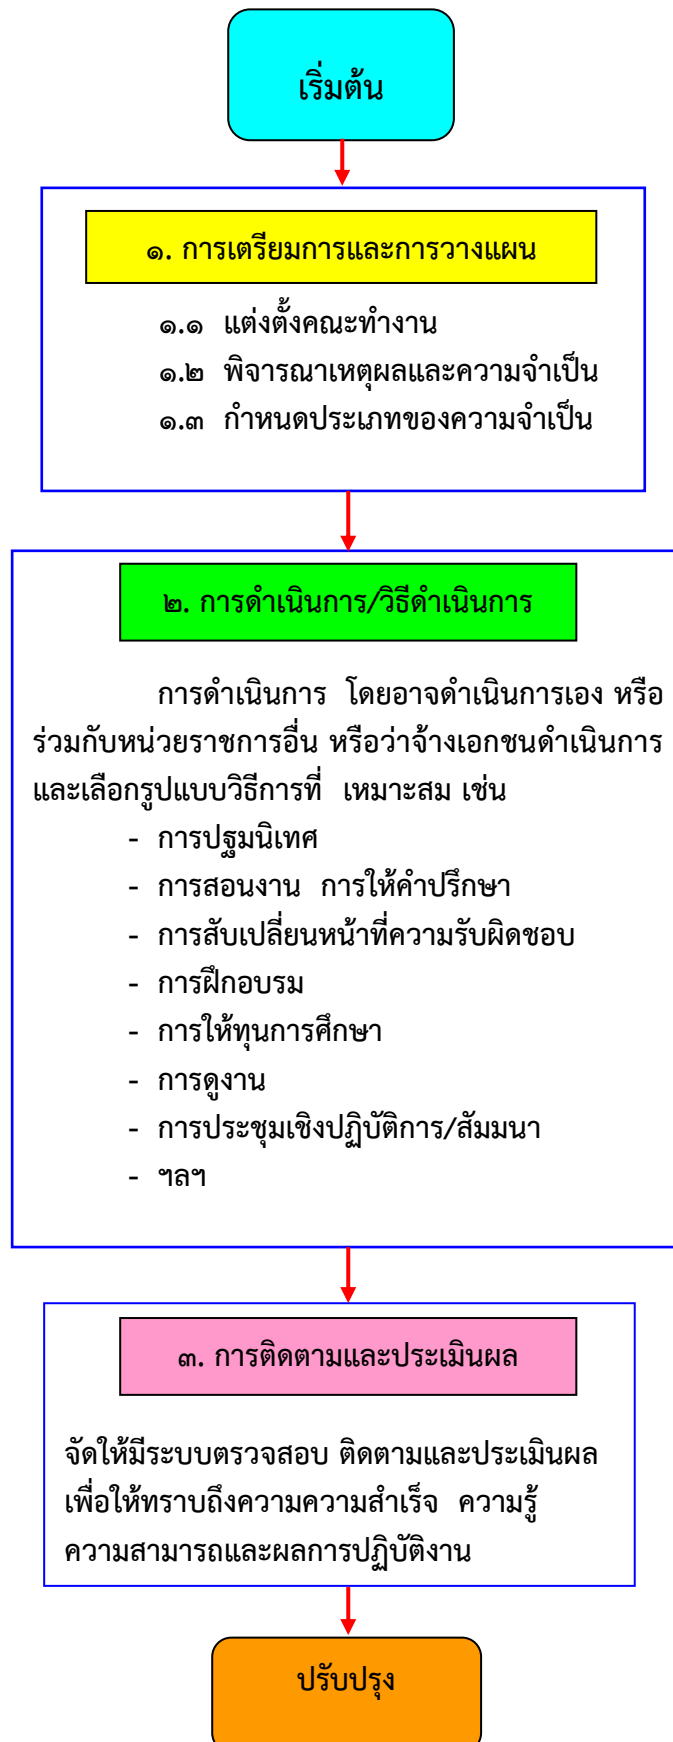 เริ่มต้น
๑. การเตรียมการและการวางแผน
๑.๑ แต่งตั้งคณะทำงาน
๑.๒ พิจารณาเหตุผลและความจำเป็น
๑.๓ กำหนดประเภทของความจำเป็น
๒. การดำเนินการ/วิธีดำเนินการ
การดำเนินการ โดยอาจดำเนินการเอง หรือ
ร่วมกับหน่วยราชการอื่น หรือว่าจ้างเอกชนดำเนินการ
และเลือกรูปแบบวิธีการที่ เหมาะสม เช่น
- การปฐมนิเทศ
- การสอนงาน การให้คำปรึกษา
- การสับเปลี่ยนหน้าที่ความรับผิดชอบ
- การฝึกอบรม
- การให้ทุนการศึกษา
- การดูงาน
- การประชุมเชิงปฏิบัติการ/สัมมนา
- ฯลฯ
๓. การติดตามและประเมินผล
จัดให้มีระบบตรวจสอบ ติดตามและประเมินผล
เพื่อให้ทราบถึงความความสำเร็จ ความรู้
ความสามารถและผลการปฏิบัติงาน
ปรับปรุง